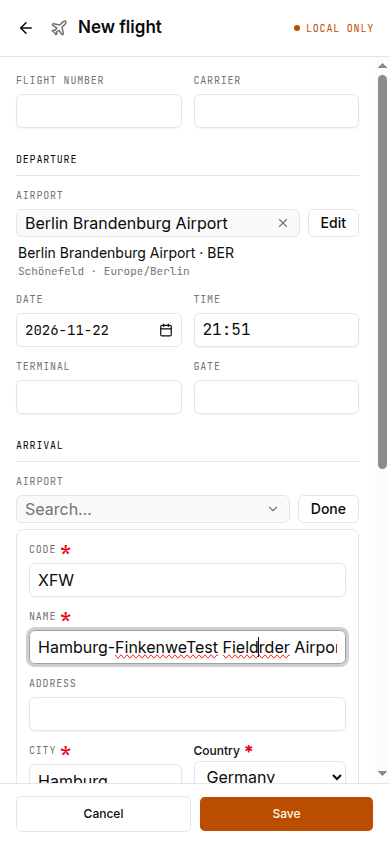 New flight
LOCAL ONLY
FLIGHT NUMBER
CARRIER
DEPARTURE
AIRPORT
Berlin Brandenburg Airport
Edit
Berlin Brandenburg Airport · BER
Schönefeld · Europe/Berlin
DATE
TIME
2026-11-22
21:51
TERMINAL
GATE
ARRIVAL
AIRPORT
Search...
Done
CODE *
XFW
NAME *
Hamburg-FinkenweTest Fieldrder Airpor
ADDRESS
CITY *
Country *
Hamburg
Germany
Cancel
Save